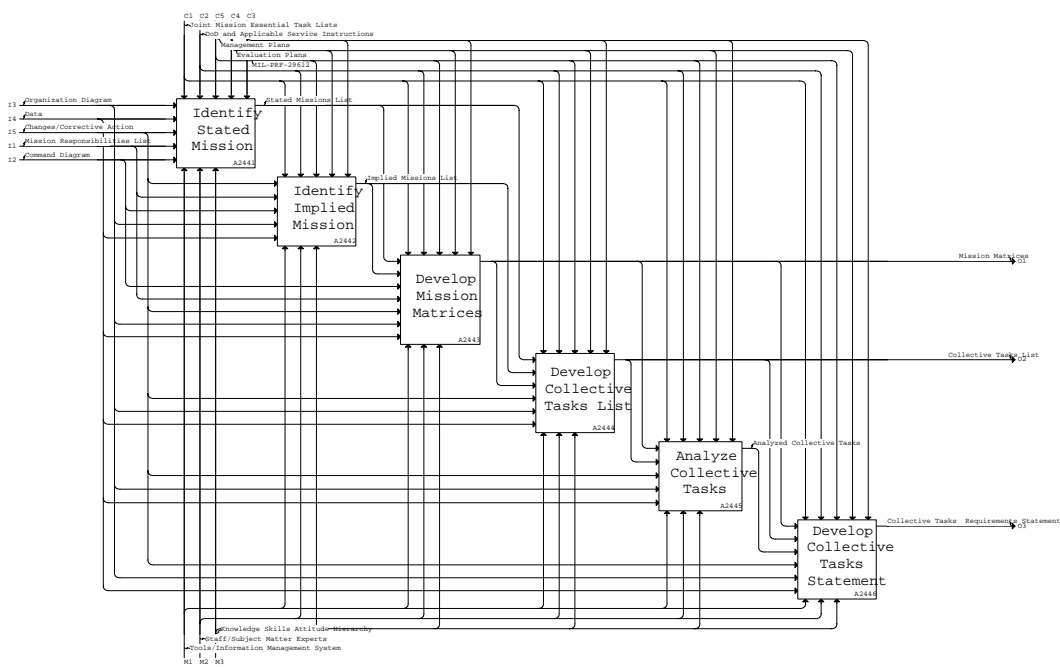 C1 C2 C5 C4 C3
Joint Mission Essential Task Lists
DoD and Applicable Service Instructions
Management Plans
Evaluation Plans
MIL-PRF-29612
I3 Organization Diagram
I4 Data
I5 Changes/Corrective Action
I1 Mission Responsibilities List
I2 Command Diagram
Identify
Stated
Mission
A2441
Stated Missions List
Identify
Implied
Mission
A2442
Implied Missions List
Develop
Mission
Matrices
A2443
Mission Matrices
O1
Develop
Collective
Tasks List
A2444
Collective Tasks List
O2
Analyze
Collective
Tasks
A2445
Analyzed Collective Tasks
Develop
Collective
Tasks
Statement
A2446
Collective Tasks Requirements Statement
O3
Knowledge Skills Attitude Hierarchy
Staff/Subject Matter Experts
Tools/Information Management System
M1 M2 M3